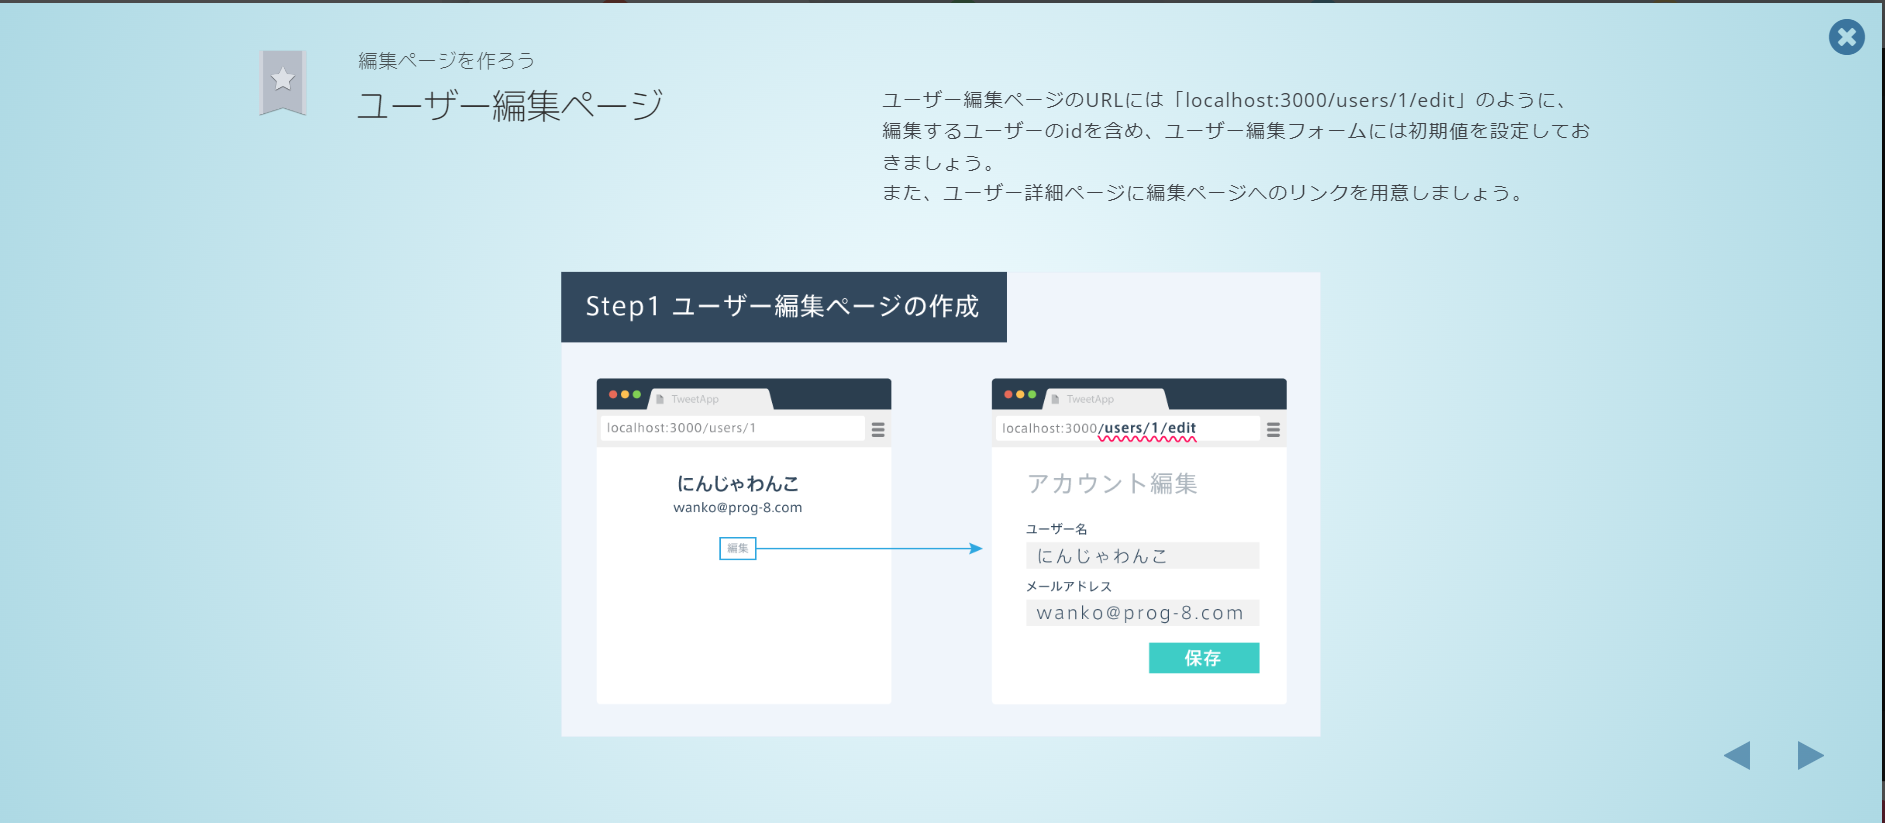 編集ページを作ろう
ユーザー編集ページ
ユーザー編集ページのURLには「localhost:3000/users/1/edit」のように、
編集するユーザーのidを含め、ユーザー編集フォームには初期値を設定してお
きましょう。
また、ユーザー詳細ページに編集ページへのリンクを用意しましょう。
Step1 ユーザー編集ページの作成
TweetApp
localhost:3000/users/1
にんじゃわんこ
wanko@prog-8.com
編集
TweetApp
localhost:3000/users/1/edit
アカウント編集
ユーザー名
にんじゃわんこ
メールアドレス
wanko@prog-8.com
保存